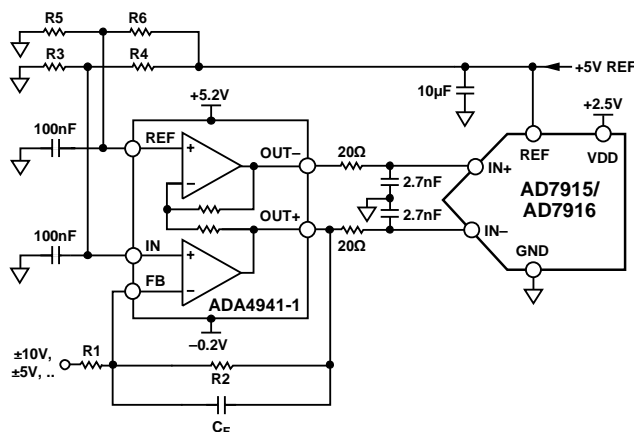 R5
R6
R3
R4
+5V REF
10µF
+5.2V
+2.5V
100nF
REF
OUT–
20Ω
REF
VDD
IN+
2.7nF
AD7915/
AD7916
OUT+
2.7nF
100nF
20Ω
IN–
IN
GND
FB
ADA4941-1
–0.2V
±10V,
±5V, ..
R1
R2
CF